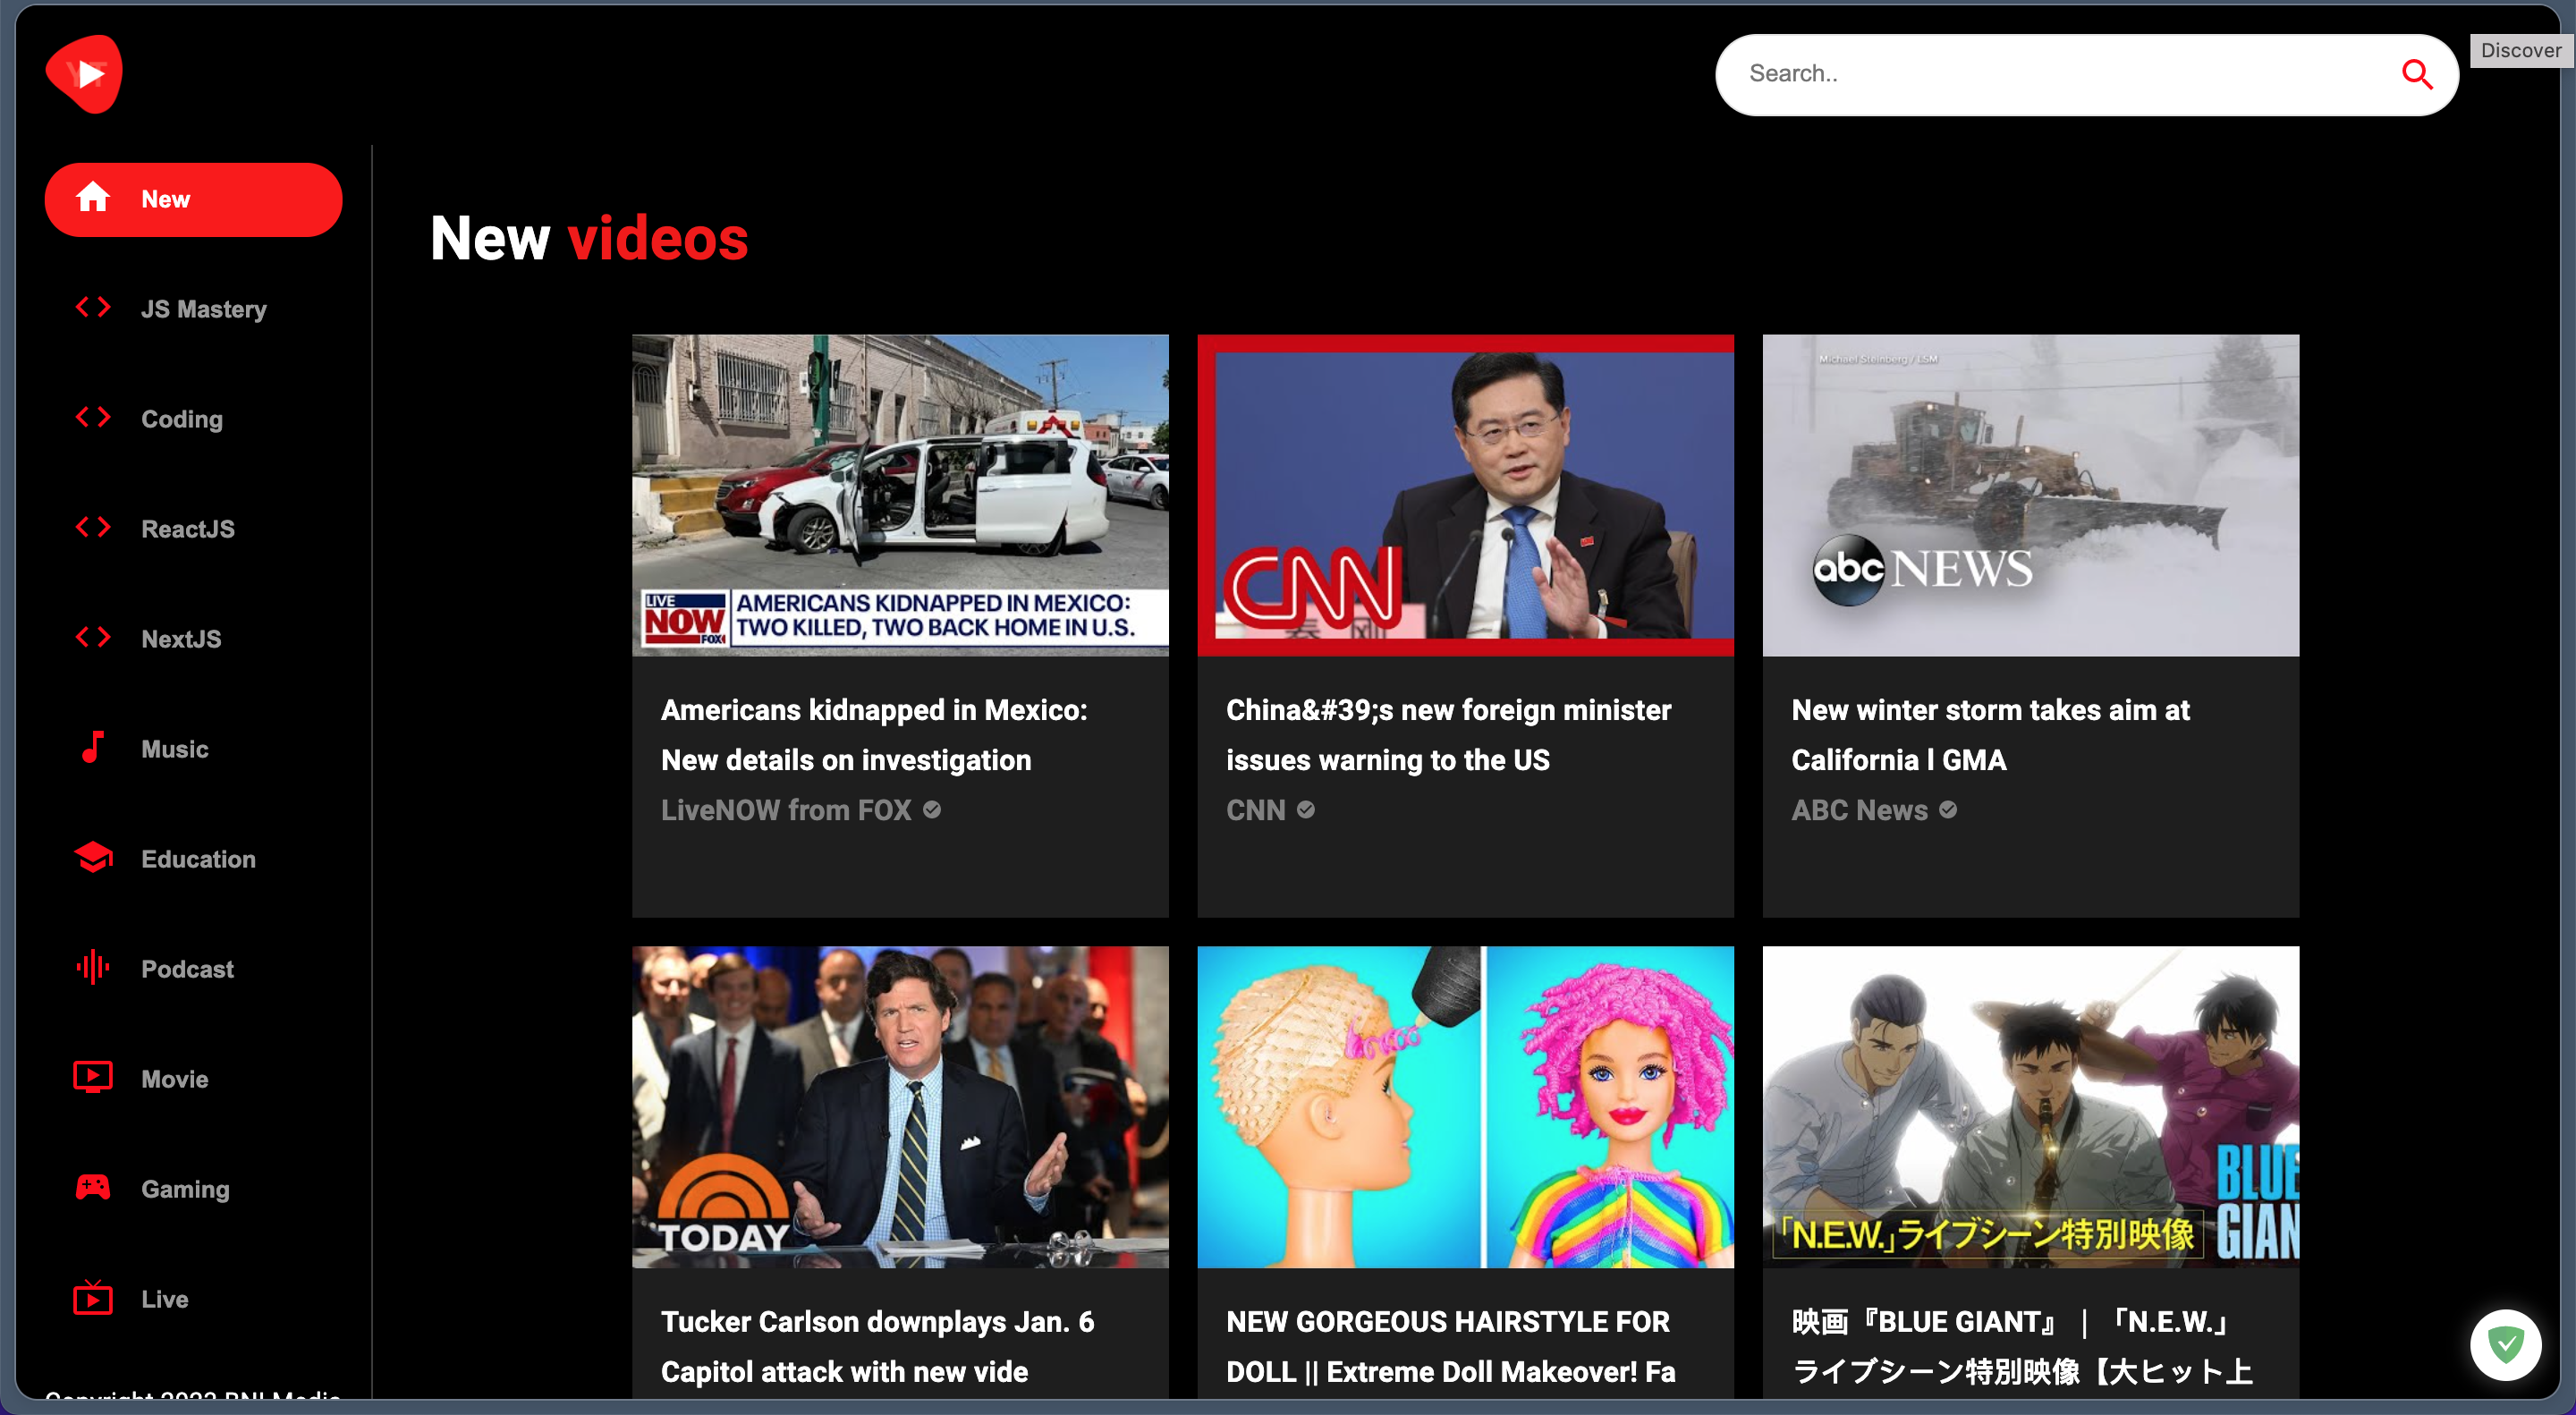 YT
Search..
Discover
New
JS Mastery
Coding
ReactJS
NextJS
Music
Education
Podcast
Movie
Gaming
Live
New videos
LIVE
NOW
FOX
AMERICANS KIDNAPPED IN MEXICO:
TWO KILLED, TWO BACK HOME IN U.S.
Americans kidnapped in Mexico:
New details on investigation
LiveNOW from FOX
CNN
China&#39;s new foreign minister
issues warning to the US
CNN
Michael Steinberg / LSM
abc NEWS
New winter storm takes aim at
California l GMA
ABC News
TODAY
Tucker Carlson downplays Jan. 6
Capitol attack with new vide
NEW GORGEOUS HAIRSTYLE FOR
DOLL || Extreme Doll Makeover! Fa
BLUE
GIAN
「N.E.W.」ライブシーン特別映像
映画『BLUE GIANT』｜「N.E.W.」
ライブシーン特別映像【大ヒット上